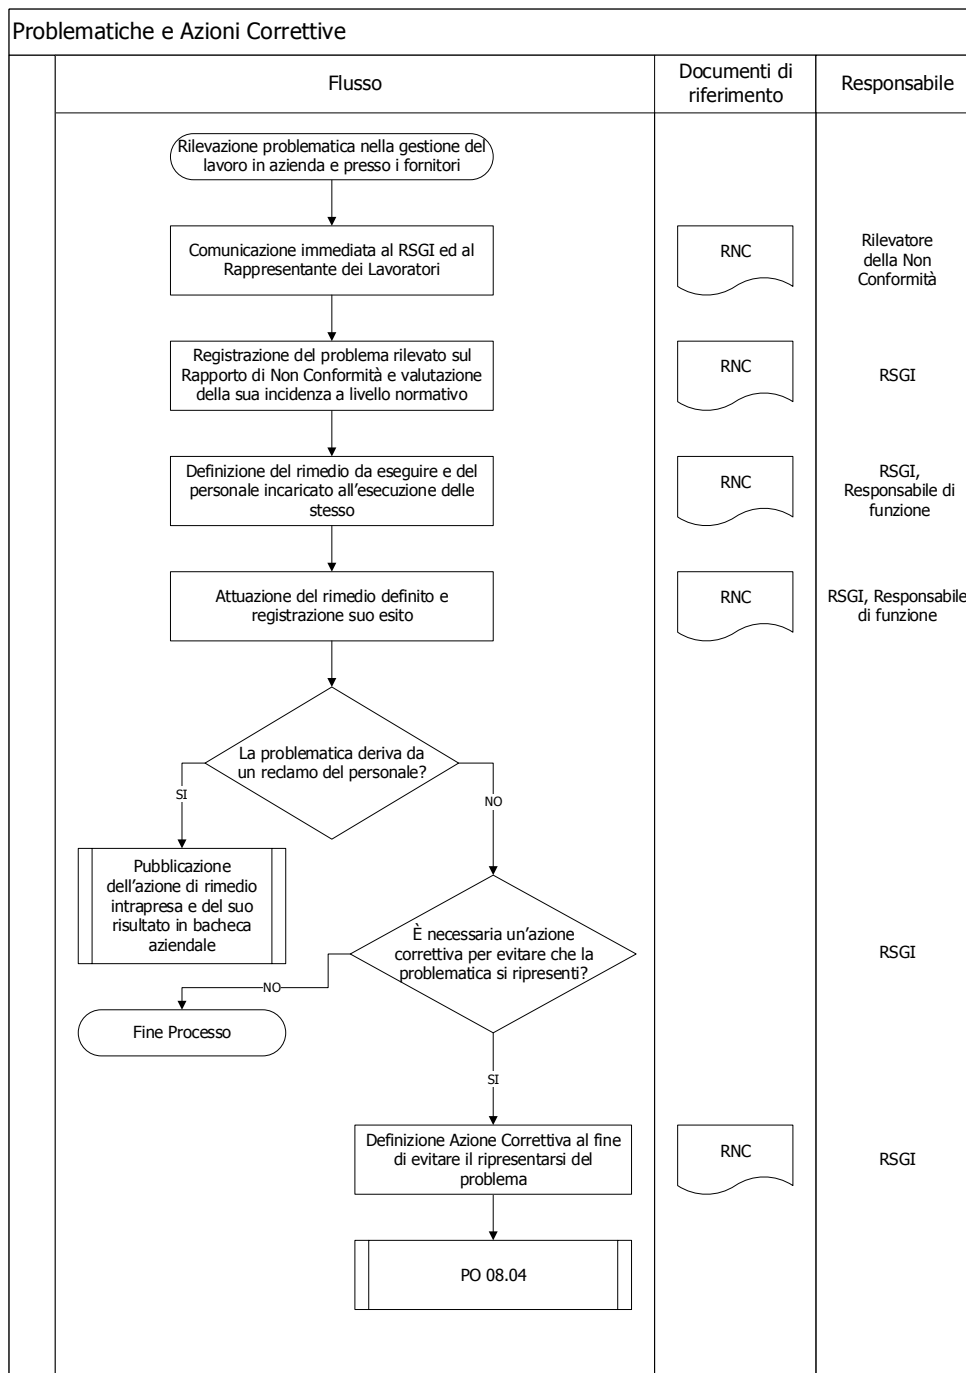 Problematiche e Azioni Correttive
Flusso
Documenti di
riferimento
Responsabile
Rilevazione problematica nella gestione del
lavoro in azienda e presso i fornitori
Comunicazione immediata al RSGI ed al
Rappresentante dei Lavoratori
RNC
Rilevatore
della Non
Conformità
Registrazione del problema rilevato sul
Rapporto di Non Conformità e valutazione
della sua incidenza a livello normativo
RNC
RSGI
Definizione del rimedio da eseguire e del
personale incaricato all'esecuzione delle
stesso
RNC
RSGI,
Responsabile di
funzione
Attuazione del rimedio definito e
registrazione suo esito
RNC
RSGI, Responsabile
di funzione
La problematica deriva da
un reclamo del personale?
SI
NO
Pubblicazione
dell'azione di rimedio
intrapresa e del suo
risultato in bacheca
aziendale
È necessaria un'azione
correttiva per evitare che la
problematica si ripresenti?
RSGI
NO
Fine Processo
SI
Definizione Azione Correttiva al fine
di evitare il ripresentarsi del
problema
RNC
RSGI
PO 08.04